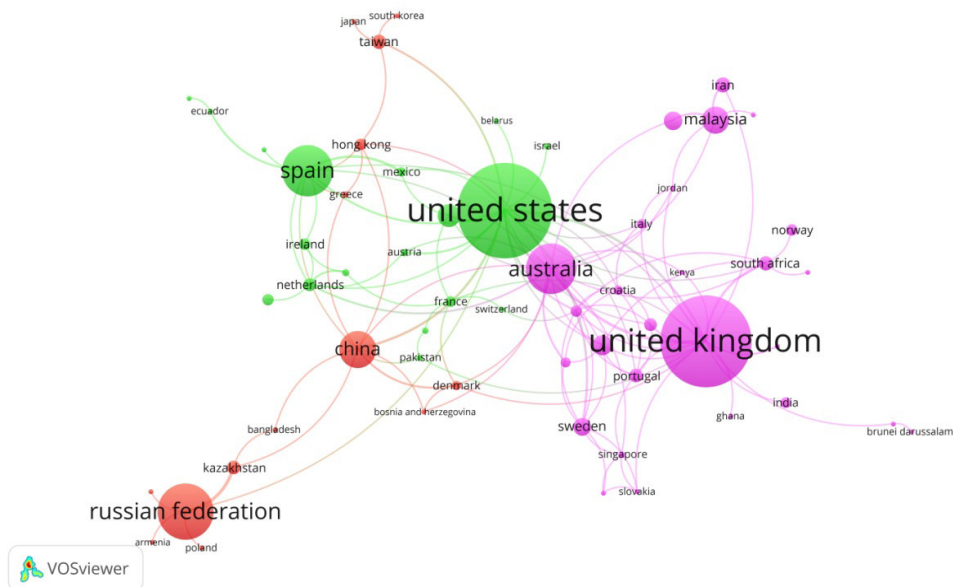 south korea
japan
taiwan
iran
ecuador
malaysia
belarus
hong kong
israel
spain
mexico
jordan
greece
united states
italy
norway
ireland
austria
south africa
australia
kenya
netherlands
croatia
france
switzerland
united kingdom
china
pakistan
portugal
denmark
india
bosnia and herzegovina
ghana
sweden
bangladesh
brunei darussalam
singapore
kazakhstan
slovakia
russian federation
armenia
poland
VOSviewer